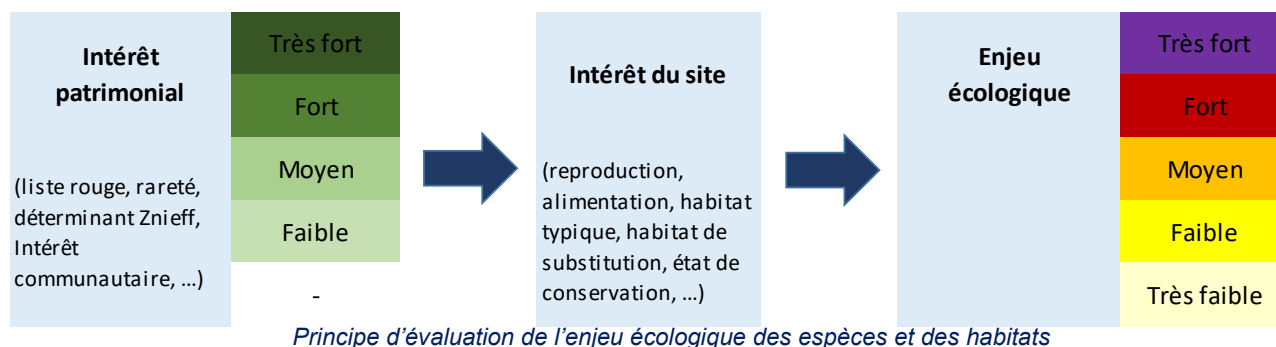 Intérêt
patrimonial
(liste rouge, rareté,
déterminant Znieff,
Intérêt
communautaire, …)
Très fort
Fort
Moyen
Faible
-
Intérêt du site
(reproduction,
alimentation, habitat
typique, habitat de
substitution, état de
conservation, …)
Enjeu
écologique
Très fort
Fort
Moyen
Faible
Très faible
Principe d’évaluation de l’enjeu écologique des espèces et des habitats